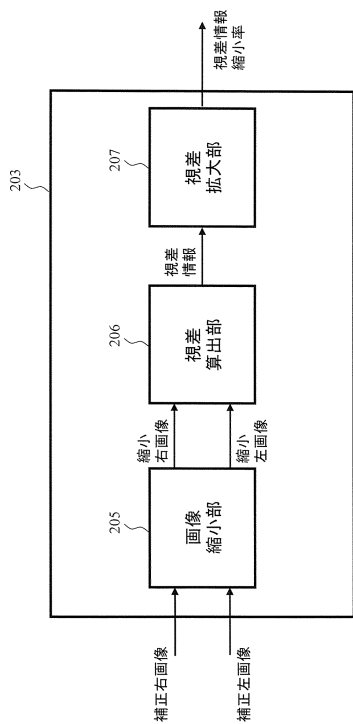 203
補正右画像
補正左画像
205
画像
縮小部
縮小
右画像
縮小
左画像
206
視差
算出部
視差
情報
207
視差
拡大部
視差情報
縮小率